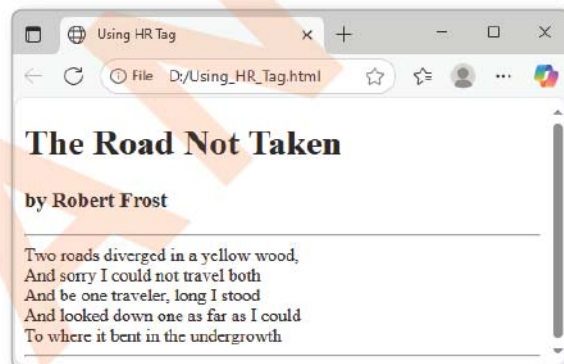 Using HR Tag
File D:/Using_HR_Tag.html
The Road Not Taken
by Robert Frost
Two roads diverged in a yellow wood,
And sorry I could not travel both
And be one traveler, long I stood
And looked down one as far as I could
To where it bent in the undergrowth